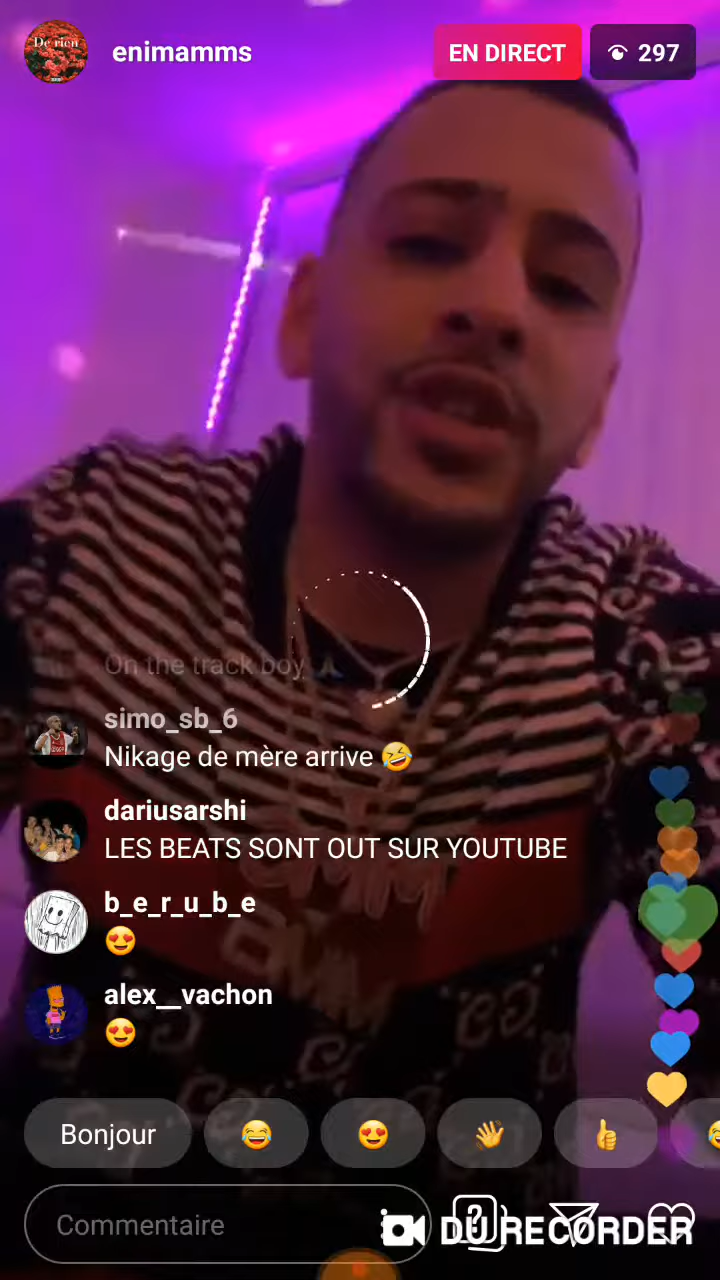 De rien
enimamms
EN DIRECT
297
On the track boy
simo_sb_6
Nikage de mère arrive 🤣
dariusarshi
LES BEATS SONT OUT SUR YOUTUBE
b_e_r_u_b_e
😍
alex__vachon
😍
Bonjour 😂 😍 👋 👍
Commentaire
DU RECORDER